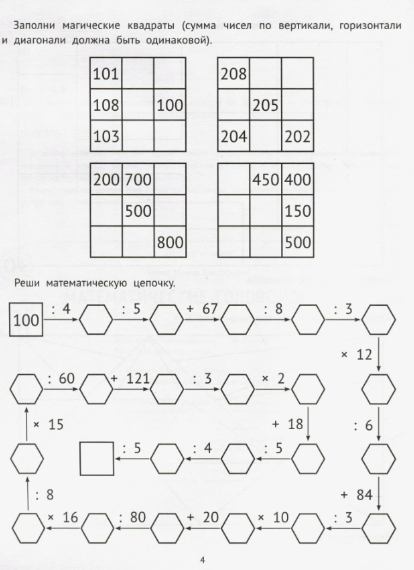 Заполни магические квадраты (сумма чисел по вертикали, горизонтали
и диагонали должна быть одинаковой).
101
108 100
103
208
205
204 202
200 700
500
800
450 400
150
500
Реши математическую цепочку.
100 : 4 : 5 + 67 : 8 : 3
× 12
: 60 + 121 : 3 × 2
× 15 + 18 : 6
: 5 : 4 : 5
: 8 + 84
× 16 : 80 + 20 × 10 : 3
4